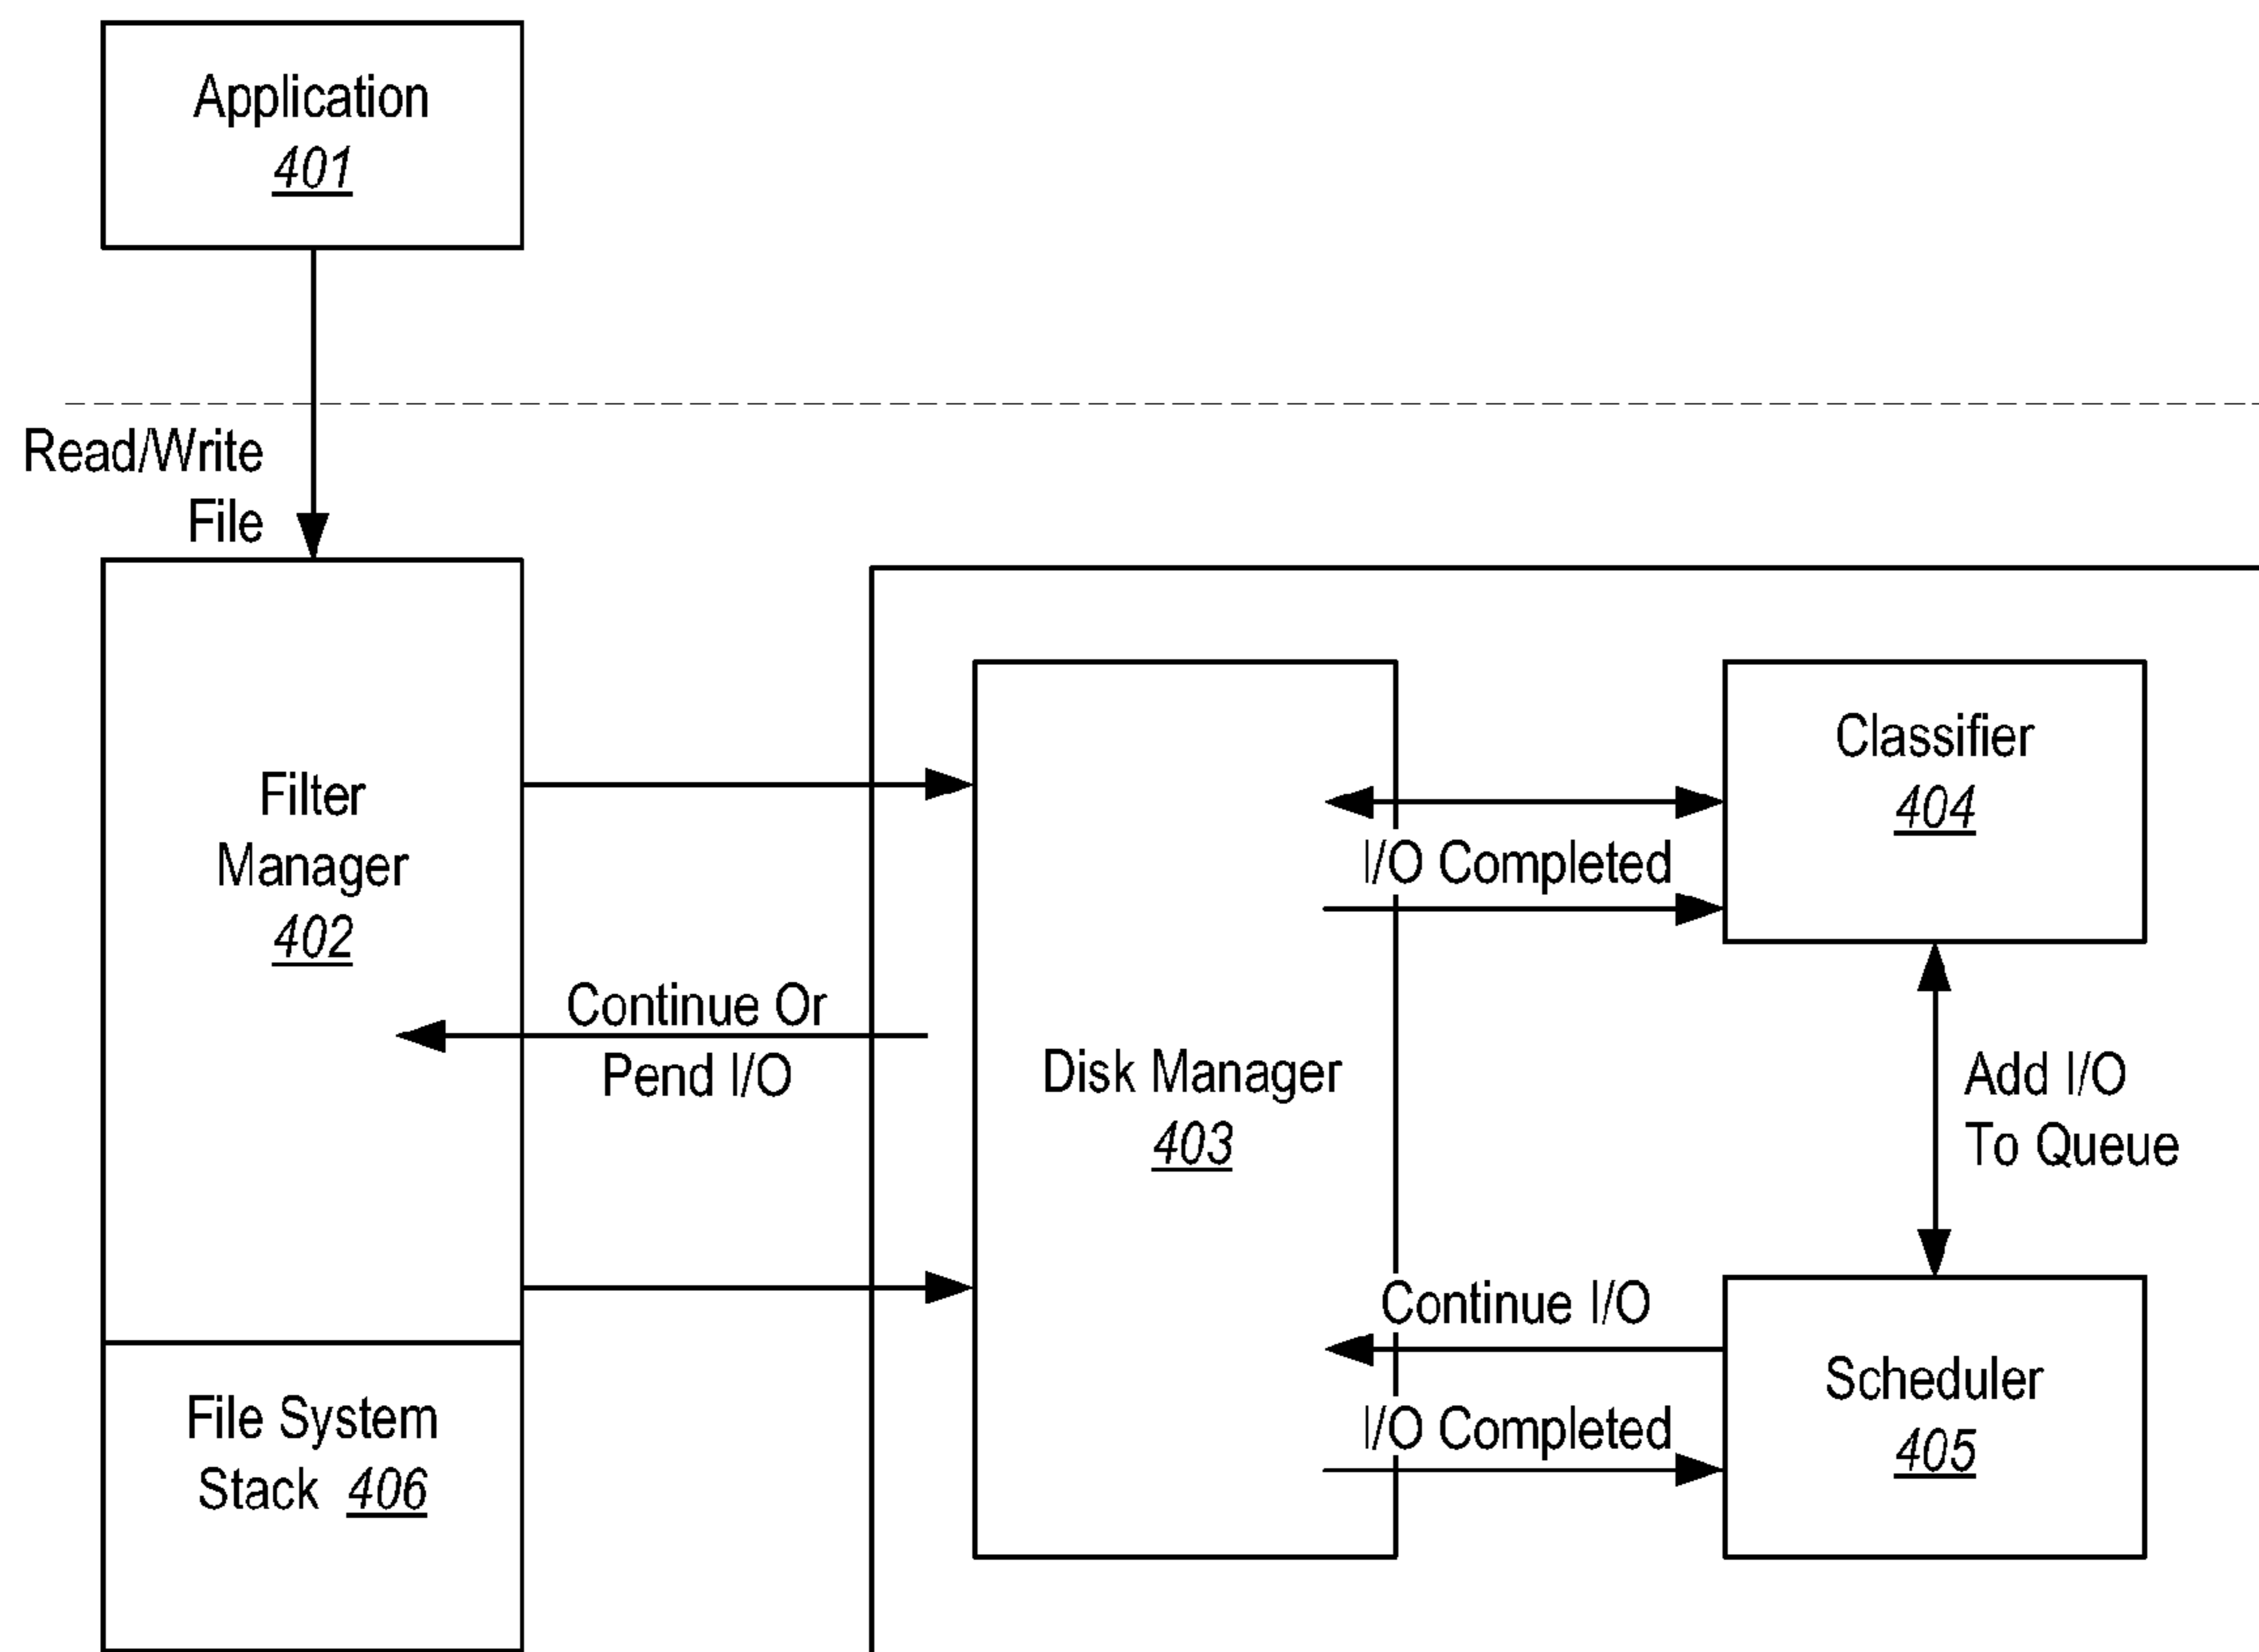 Application
401
Read/Write
File
Filter
Manager
402
Continue Or
Pend I/O
File System
Stack 406
Disk Manager
403
Classifier
404
I/O Completed
Add I/O
To Queue
Continue I/O
I/O Completed
Scheduler
405